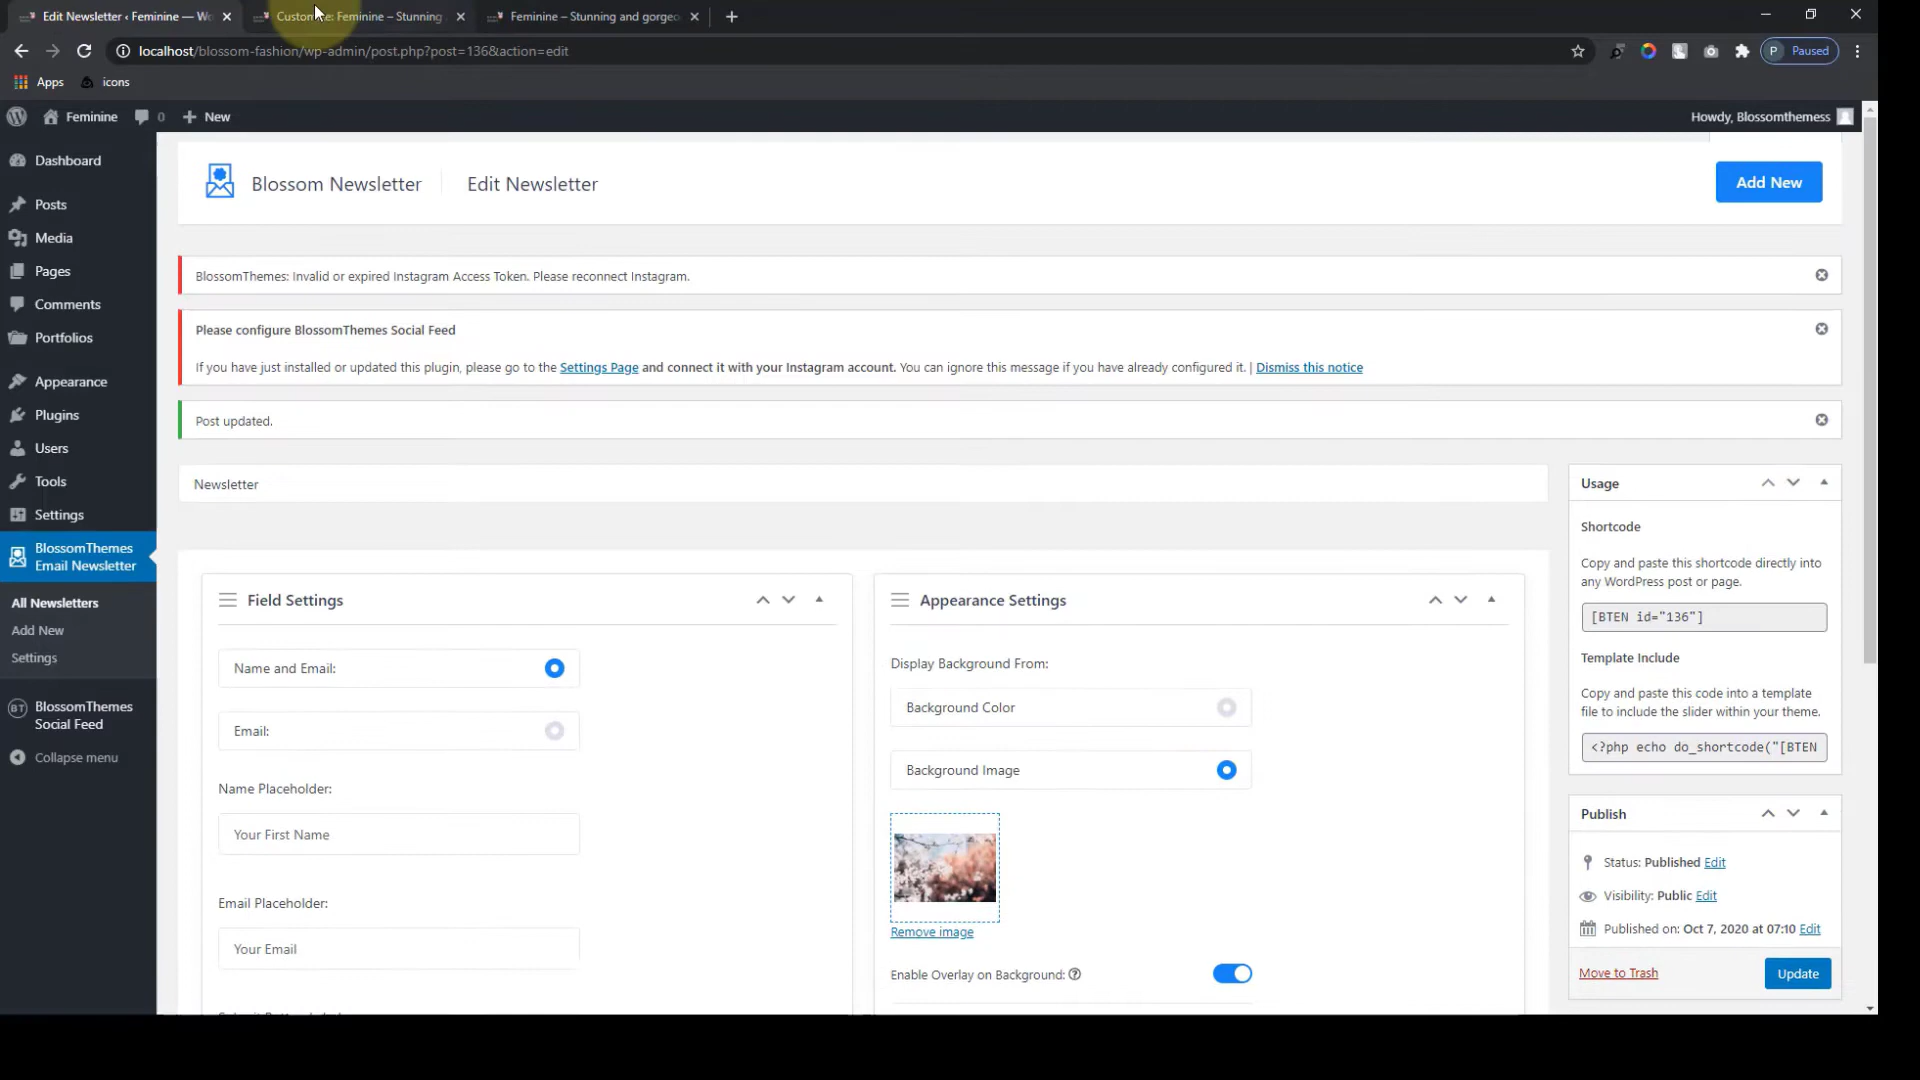 Edit Newsletter ‹ Feminine — Wo
Feminine – Stunning
Feminine – Stunning and gorgeo
localhost/blossom-fashion/wp-admin/post.php?post=136&action=edit
P Paused
Apps
icons
Feminine
0
New
Howdy, Blossomthemess
Dashboard
Posts
Media
Pages
Comments
Portfolios
Appearance
Plugins
Users
Tools
Settings
BlossomThemes
Email Newsletter
All Newsletters
Add New
Settings
BT
BlossomThemes
Social Feed
Collapse menu
Blossom Newsletter
Edit Newsletter
Add New
BlossomThemes: Invalid or expired Instagram Access Token. Please reconnect Instagram.
Please configure BlossomThemes Social Feed
If you have just installed or updated this plugin, please go to the Settings Page and connect it with your Instagram account. You can ignore this message if you have already configured it. | Dismiss this notice
Post updated.
Newsletter
Field Settings
Name and Email:
Email:
Name Placeholder:
Your First Name
Email Placeholder:
Your Email
Appearance Settings
Display Background From:
Background Color
Background Image
Remove image
Enable Overlay on Background:
Usage
Shortcode
Copy and paste this shortcode directly into
any WordPress post or page.
[BTEN id="136"]
Template Include
Copy and paste this code into a template
file to include the slider within your theme.
<?php echo do_shortcode("[BTEN
Publish
Status: Published Edit
Visibility: Public Edit
Published on: Oct 7, 2020 at 07:10 Edit
Move to Trash
Update